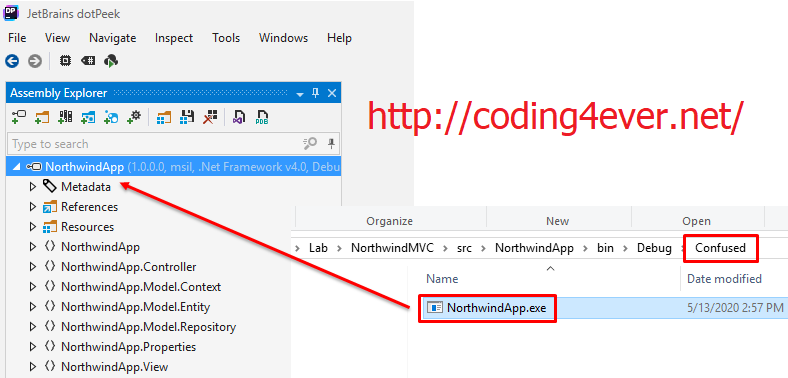 JetBrains dotPeek
File View Navigate Inspect Tools Windows Help
Assembly Explorer
http://coding4ever.net/
Type to search
NorthwindApp (1.0.0.0, msil, .Net Framework v4.0, Debu
Metadata
References
Resources
NorthwindApp
NorthwindApp.Controller
NorthwindApp.Model.Context
NorthwindApp.Model.Entity
NorthwindApp.Model.Repository
NorthwindApp.Properties
NorthwindApp.View
Organize New Open
Lab NorthwindMVC src NorthwindApp bin Debug Confused
Name Date modified
NorthwindApp.exe 5/13/2020 2:57 PM